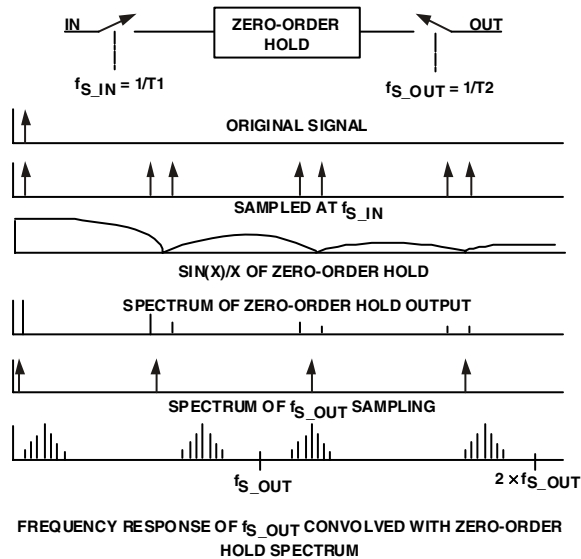 IN
ZERO-ORDER
HOLD
OUT
fS_IN = 1/T1
fS_OUT = 1/T2
ORIGINAL SIGNAL
SAMPLED AT fS_IN
SIN(X)/X OF ZERO-ORDER HOLD
SPECTRUM OF ZERO-ORDER HOLD OUTPUT
SPECTRUM OF fS_OUT SAMPLING
fS_OUT
2 × fS_OUT
FREQUENCY RESPONSE OF fS_OUT CONVOLVED WITH ZERO-ORDER
HOLD SPECTRUM